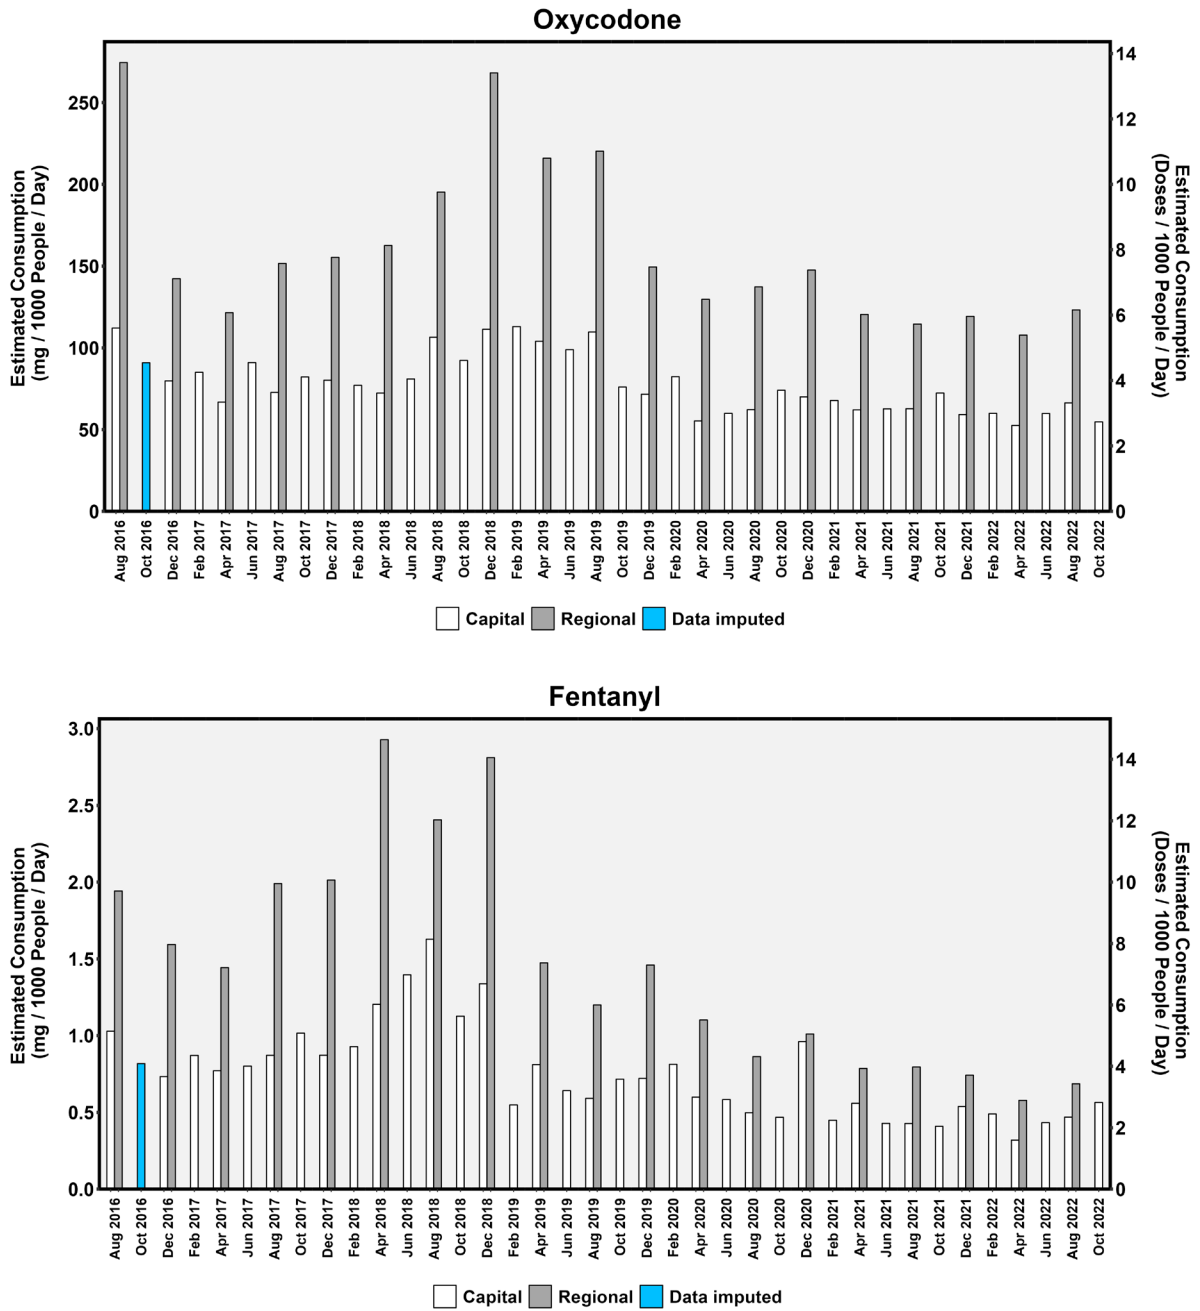 Oxycodone
Estimated Consumption
(mg / 1000 People / Day)
250
200
150
100
50
0
14
12
10
8
6
4
2
0
Estimated Consumption
(Doses / 1000 People / Day)
Aug 2016
Oct 2016
Dec 2016
Feb 2017
Apr 2017
Jun 2017
Aug 2017
Oct 2017
Dec 2017
Feb 2018
Apr 2018
Jun 2018
Aug 2018
Oct 2018
Dec 2018
Feb 2019
Apr 2019
Jun 2019
Aug 2019
Oct 2019
Dec 2019
Feb 2020
Apr 2020
Jun 2020
Aug 2020
Oct 2020
Dec 2020
Feb 2021
Apr 2021
Jun 2021
Aug 2021
Oct 2021
Dec 2021
Feb 2022
Apr 2022
Jun 2022
Aug 2022
Oct 2022
Capital Regional Data imputed
Fentanyl
Estimated Consumption
(mg / 1000 People / Day)
3.0
2.5
2.0
1.5
1.0
0.5
0.0
14
12
10
8
6
4
2
0
Estimated Consumption
(Doses / 1000 People / Day)
Aug 2016
Oct 2016
Dec 2016
Feb 2017
Apr 2017
Jun 2017
Aug 2017
Oct 2017
Dec 2017
Feb 2018
Apr 2018
Jun 2018
Aug 2018
Oct 2018
Dec 2018
Feb 2019
Apr 2019
Jun 2019
Aug 2019
Oct 2019
Dec 2019
Feb 2020
Apr 2020
Jun 2020
Aug 2020
Oct 2020
Dec 2020
Feb 2021
Apr 2021
Jun 2021
Aug 2021
Oct 2021
Dec 2021
Feb 2022
Apr 2022
Jun 2022
Aug 2022
Oct 2022
Capital Regional Data imputed